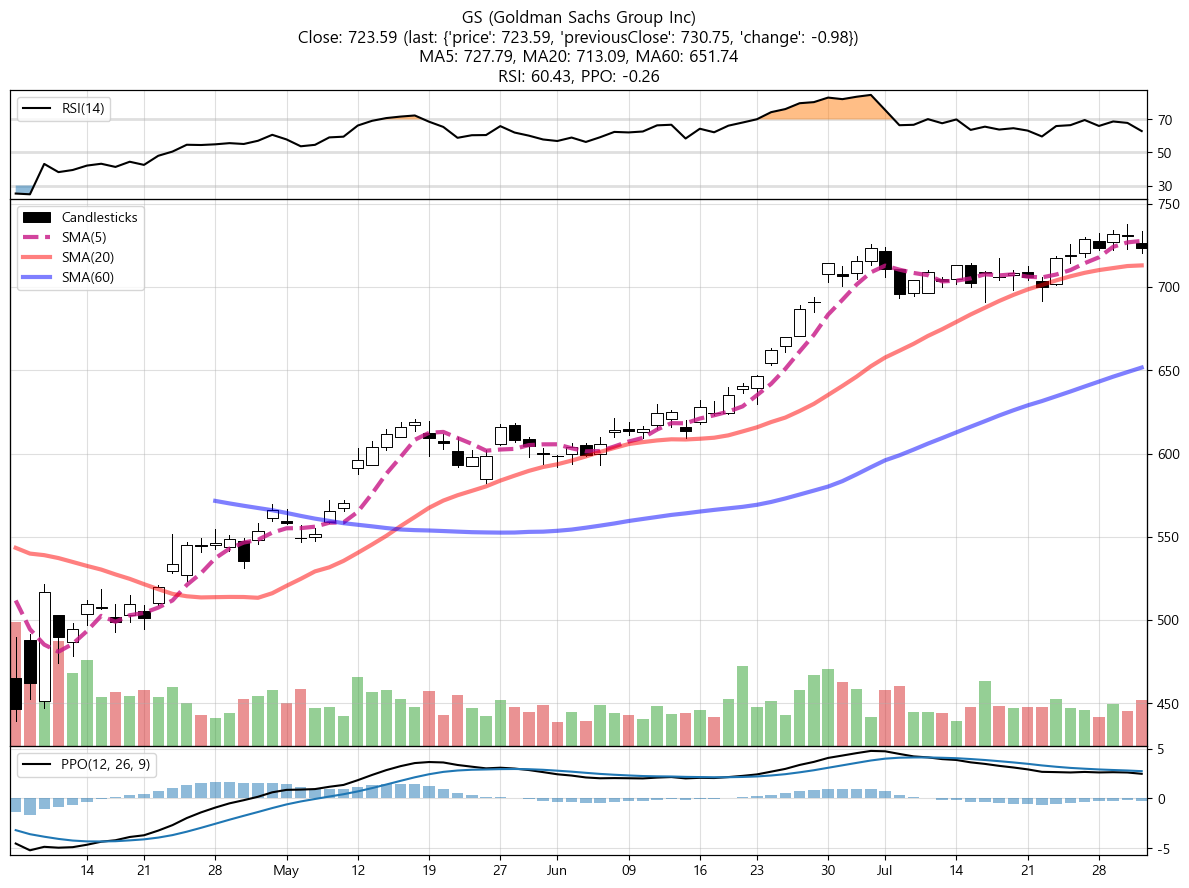 GS (Goldman Sachs Group Inc)
Close: 723.59 (last: {'price': 723.59, 'previousClose': 730.75, 'change': -0.98})
MA5: 727.79, MA20: 713.09, MA60: 651.74
RSI: 60.43, PPO: -0.26
RSI(14)
70
50
30
Candlesticks
SMA(5)
SMA(20)
SMA(60)
750
700
650
600
550
500
450
PPO(12, 26, 9)
5
0
-5
14 21 28 May 12 19 27 Jun 09 16 23 30 Jul 14 21 28